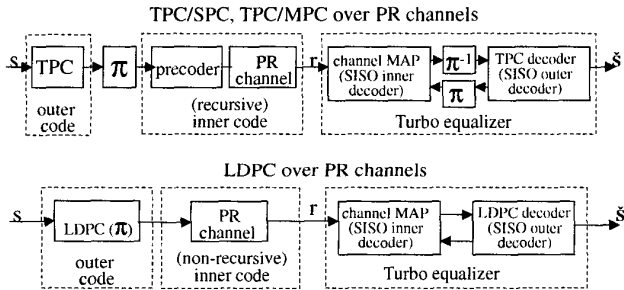 TPC/SPC, TPC/MPC over PR channels
S
TPC
π
precoder
PR
channel
r
channel MAP
(SISO inner
decoder)
π-1
π
TPC decoder
(SISO outer
decoder)
š
outer
code
(recursive)
inner code
Turbo equalizer
LDPC over PR channels
S
LDPC (π)
PR
channel
r
channel MAP
(SISO inner
decoder)
LDPC decoder
(SISO outer
decoder)
š
outer
code
(non-recursive)
inner code
Turbo equalizer